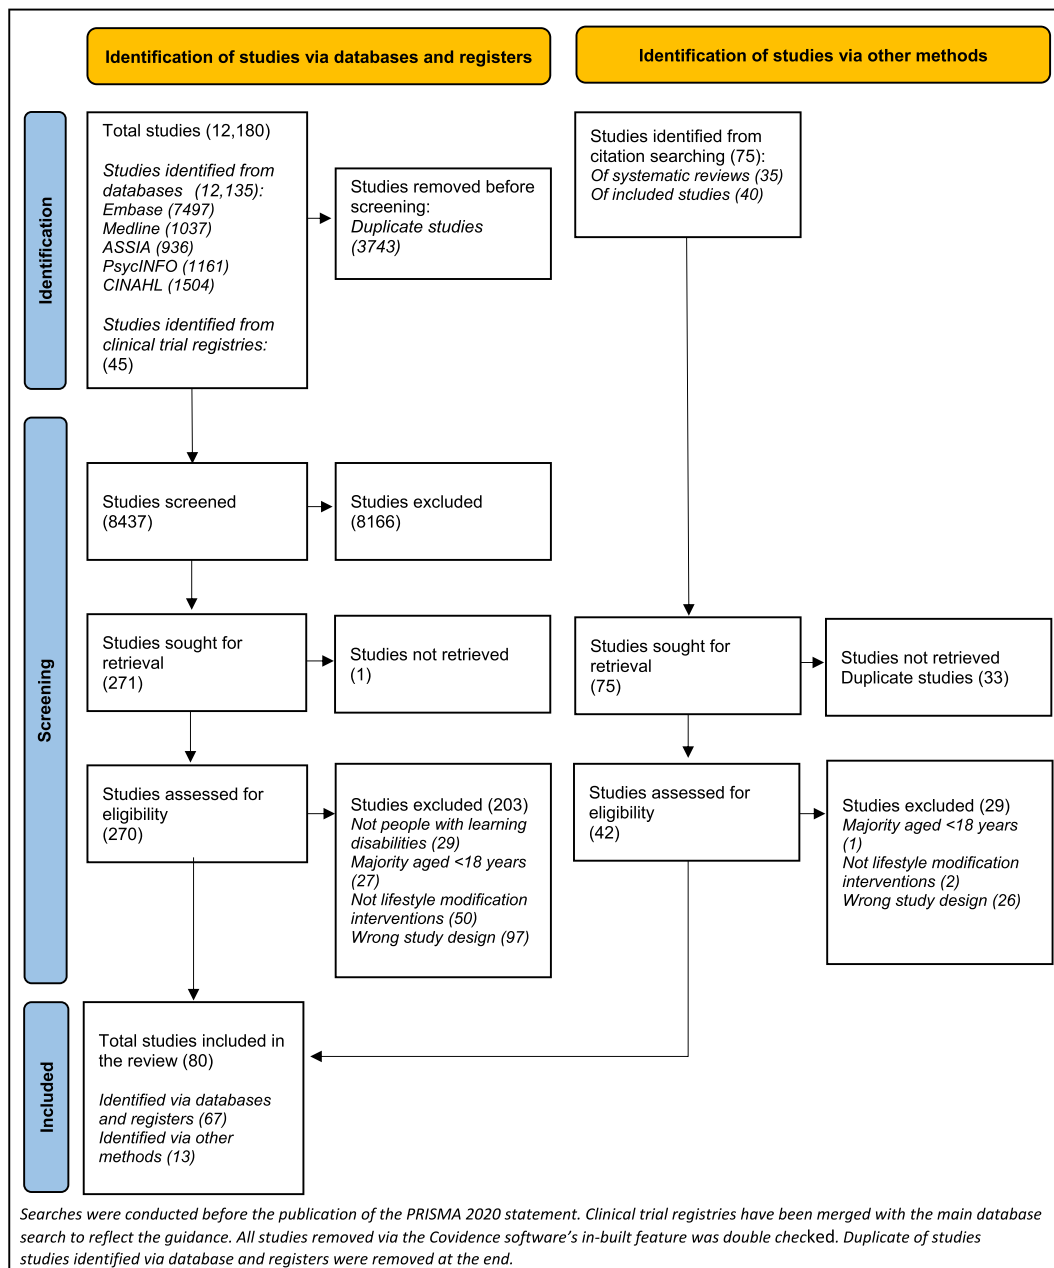 Identification of studies via databases and registers
Identification of studies via other methods
Identification
Total studies (12,180)
Studies identified from
databases (12,135):
Embase (7497)
Medline (1037)
ASSIA (936)
PsycINFO (1161)
CINAHL (1504)
Studies identified from
clinical trial registries:
(45)
Studies removed before
screening:
Duplicate studies
(3743)
Studies identified from
citation searching (75):
Of systematic reviews (35)
Of included studies (40)
Screening
Studies screened
(8437)
Studies excluded
(8166)
Studies sought for
retrieval
(271)
Studies not retrieved
(1)
Studies sought for
retrieval
(75)
Studies not retrieved
Duplicate studies (33)
Studies assessed for
eligibility
(270)
Studies excluded (203)
Not people with learning
disabilities (29)
Majority aged <18 years
(27)
Not lifestyle modification
interventions (50)
Wrong study design (97)
Studies assessed for
eligibility
(42)
Studies excluded (29)
Majority aged <18 years
(1)
Not lifestyle modification
interventions (2)
Wrong study design (26)
Included
Total studies included in
the review (80)
Identified via databases
and registers (67)
Identified via other
methods (13)
Searches were conducted before the publication of the PRISMA 2020 statement. Clinical trial registries have been merged with the main database
search to reflect the guidance. All studies removed via the Covidence software's in-built feature was double checked. Duplicate of studies
studies identified via database and registers were removed at the end.